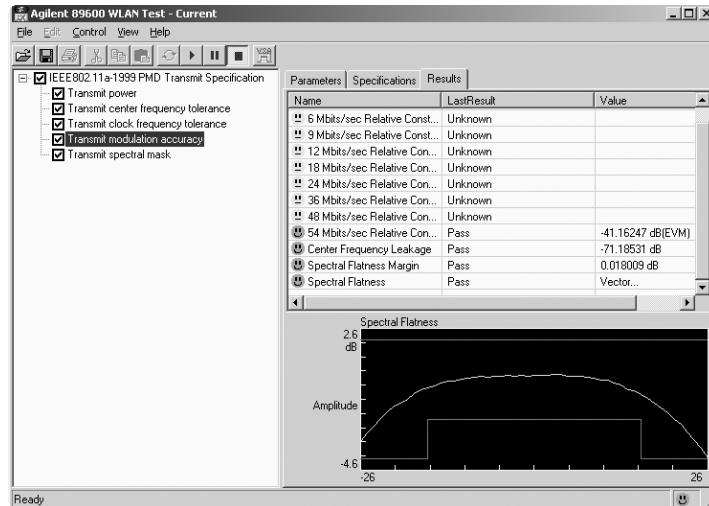 Agilent 89600 WLAN Test - Current
File Edit Control View Help
VSA
IEEE802.11a-1999 PMD Transmit Specification
Transmit power
Transmit center frequency tolerance
Transmit clock frequency tolerance
Transmit modulation accuracy
Transmit spectral mask
Parameters Specifications Results
Name LastResult Value
6 Mbits/sec Relative Const... Unknown
9 Mbits/sec Relative Const... Unknown
12 Mbits/sec Relative Con... Unknown
18 Mbits/sec Relative Con... Unknown
24 Mbits/sec Relative Con... Unknown
36 Mbits/sec Relative Con... Unknown
48 Mbits/sec Relative Con... Unknown
54 Mbits/sec Relative Con... Pass -41.16247 dB(EVM)
Center Frequency Leakage Pass -71.18531 dB
Spectral Flatness Margin Pass 0.018009 dB
Spectral Flatness Pass Vector...
Spectral Flatness
2.6
dB
Amplitude
-4.6
-26 26
Ready